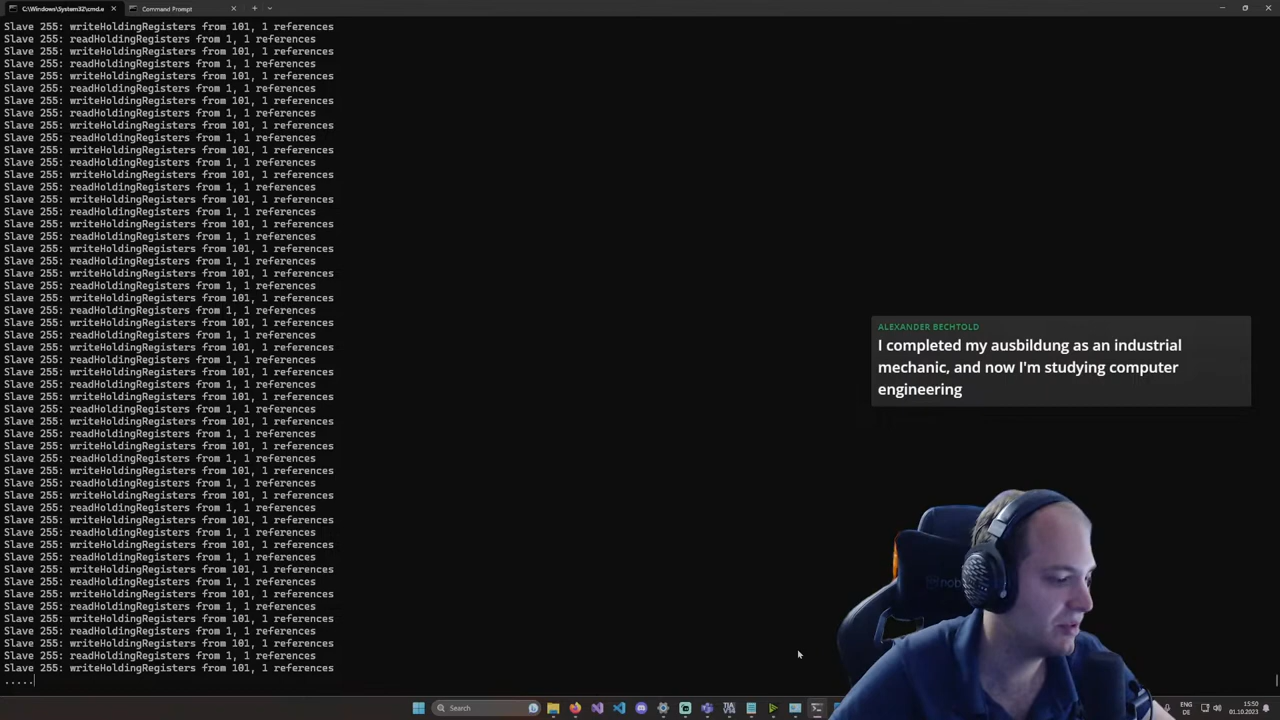 C:\Windows\System32\cmd.e
Command Prompt
Slave 255: writeHoldingRegisters from 101, 1 references
Slave 255: readHoldingRegisters from 1, 1 references
Slave 255: writeHoldingRegisters from 101, 1 references
Slave 255: readHoldingRegisters from 1, 1 references
Slave 255: writeHoldingRegisters from 101, 1 references
Slave 255: readHoldingRegisters from 1, 1 references
Slave 255: writeHoldingRegisters from 101, 1 references
Slave 255: readHoldingRegisters from 1, 1 references
Slave 255: writeHoldingRegisters from 101, 1 references
Slave 255: readHoldingRegisters from 1, 1 references
Slave 255: writeHoldingRegisters from 101, 1 references
Slave 255: readHoldingRegisters from 1, 1 references
Slave 255: writeHoldingRegisters from 101, 1 references
Slave 255: readHoldingRegisters from 1, 1 references
Slave 255: writeHoldingRegisters from 101, 1 references
Slave 255: readHoldingRegisters from 1, 1 references
Slave 255: writeHoldingRegisters from 101, 1 references
Slave 255: readHoldingRegisters from 1, 1 references
Slave 255: writeHoldingRegisters from 101, 1 references
Slave 255: readHoldingRegisters from 1, 1 references
Slave 255: writeHoldingRegisters from 101, 1 references
Slave 255: readHoldingRegisters from 1, 1 references
Slave 255: writeHoldingRegisters from 101, 1 references
Slave 255: readHoldingRegisters from 1, 1 references
Slave 255: writeHoldingRegisters from 101, 1 references
Slave 255: readHoldingRegisters from 1, 1 references
Slave 255: writeHoldingRegisters from 101, 1 references
Slave 255: readHoldingRegisters from 1, 1 references
Slave 255: writeHoldingRegisters from 101, 1 references
Slave 255: readHoldingRegisters from 1, 1 references
Slave 255: writeHoldingRegisters from 101, 1 references
Slave 255: readHoldingRegisters from 1, 1 references
Slave 255: writeHoldingRegisters from 101, 1 references
Slave 255: readHoldingRegisters from 1, 1 references
Slave 255: writeHoldingRegisters from 101, 1 references
Slave 255: readHoldingRegisters from 1, 1 references
Slave 255: writeHoldingRegisters from 101, 1 references
Slave 255: readHoldingRegisters from 1, 1 references
Slave 255: writeHoldingRegisters from 101, 1 references
Slave 255: readHoldingRegisters from 1, 1 references
Slave 255: writeHoldingRegisters from 101, 1 references
Slave 255: readHoldingRegisters from 1, 1 references
Slave 255: writeHoldingRegisters from 101, 1 references
Slave 255: readHoldingRegisters from 1, 1 references
Slave 255: writeHoldingRegisters from 101, 1 references
Slave 255: readHoldingRegisters from 1, 1 references
Slave 255: writeHoldingRegisters from 101, 1 references
Slave 255: readHoldingRegisters from 1, 1 references
Slave 255: writeHoldingRegisters from 101, 1 references
Slave 255: readHoldingRegisters from 1, 1 references
Slave 255: writeHoldingRegisters from 101, 1 references
Slave 255: readHoldingRegisters from 1, 1 references
Slave 255: writeHoldingRegisters from 101, 1 references
.....
ALEXANDER BECHTOLD
I completed my ausbildung as an industrial
mechanic, and now I'm studying computer
engineering
Search
ENG
DE
15:50
01.10.2023